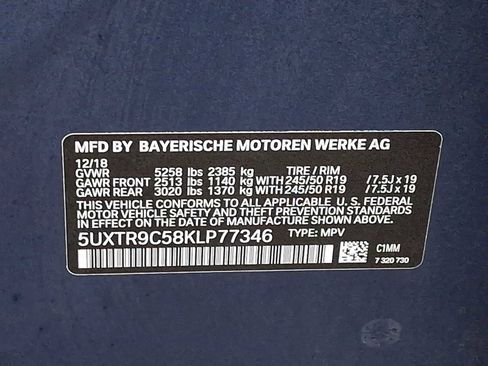 MFD BY BAYERISCHE MOTOREN WERKE AG
12/18
GVWR 5258 lbs 2385 kg TIRE / RIM
GAWR FRONT 2513 lbs 1140 kg WITH 245/50 R19 /7.5J x 19
GAWR REAR 3020 lbs 1370 kg WITH 245/50 R19 /7.5J x 19
THIS VEHICLE CONFORMS TO ALL APPLICABLE U. S. FEDERAL
MOTOR VEHICLE SAFETY AND THEFT PREVENTION STANDARDS
IN EFFECT ON THE DATE OF MANUFACTURE SHOWN ABOVE.
5UXTR9C58KLP77346 TYPE: MPV
C1MM
7 320 730